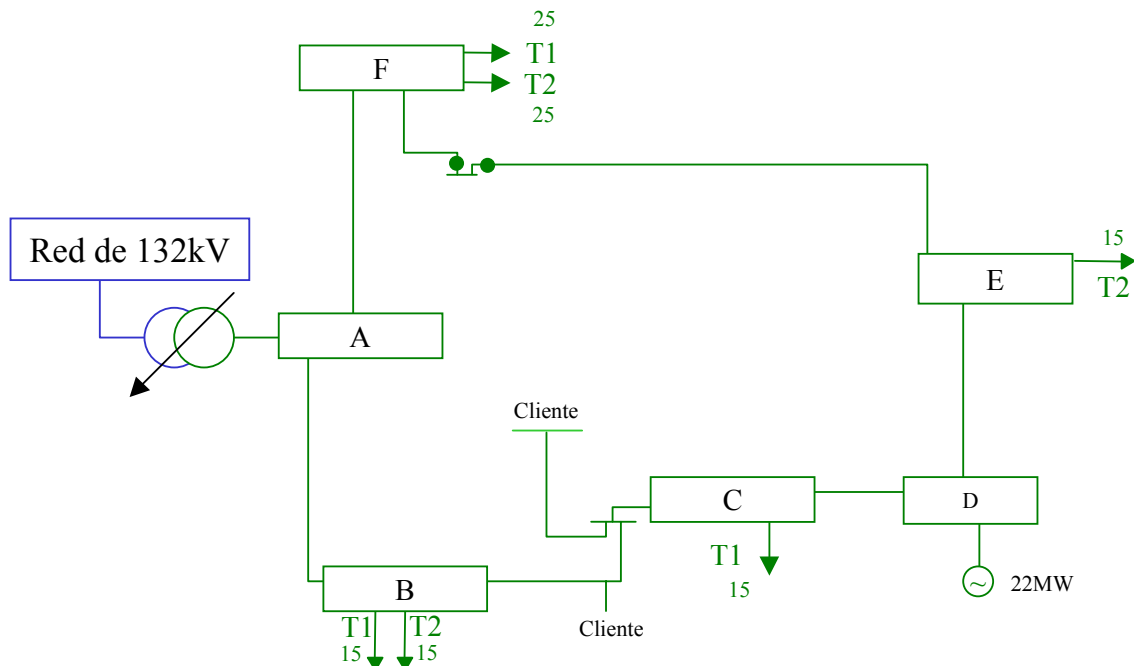 25
F
T1
T2
25
Red de 132kV
15
E
T2
A
Cliente
C
D
T1
15
22MW
B
T1 T2
15 15
Cliente